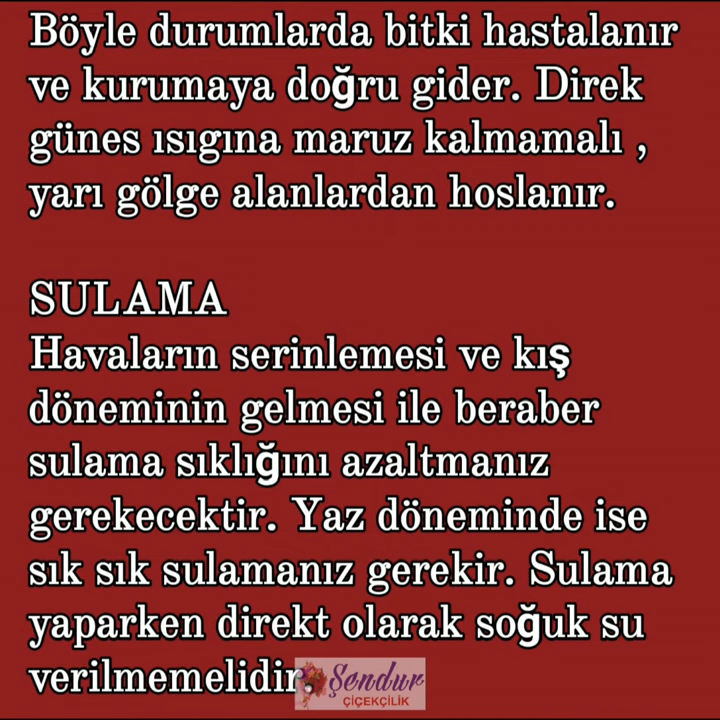 Böyle durumlarda bitki hastalanır
ve kurumaya doğru gider. Direk
günes ısıgına maruz kalmamalı ,
yarı gölge alanlardan hoslanır.
SULAMA
Havaların serinlemesi ve kış
döneminin gelmesi ile beraber
sulama sıklığını azaltmanız
gerekecektir. Yaz döneminde ise
sık sık sulamanız gerekir. Sulama
yaparken direkt olarak soğuk su
verilmemelidir.
Şendur
ÇİÇEKÇİLİK